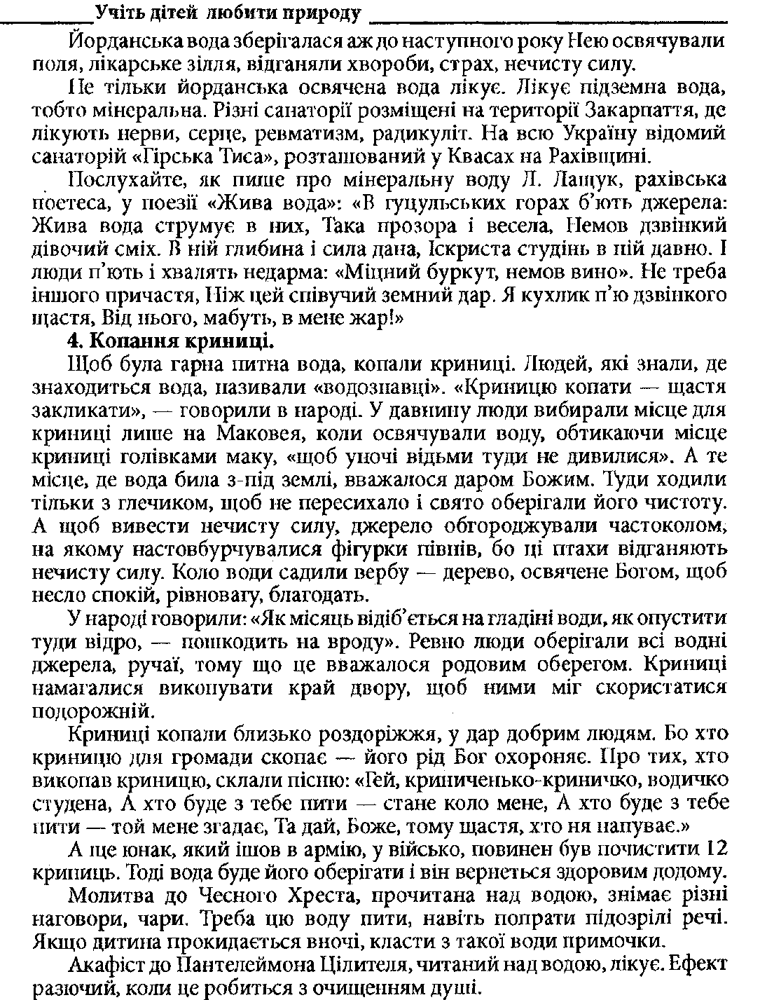 Учіть дітей любити природу
Йорданська вода зберігалася аж до наступного року Нею освячували
поля, лікарське зілля, відганяли хвороби, страх, нечисту силу.
Не тільки йорданська освячена вода лікує. Лікує підземна вода,
тобто мінеральна. Різні санаторії розміщені на території Закарпаття, де
лікують нерви, серце, ревматизм, радикуліт. На всю Україну відомий
санаторій «Гірська Тиса», розташований у Квасах на Рахівщині.
Послухайте, як пише про мінеральну воду Л. Лащук, рахівська
поетеса, у поезії «Жива вода»: «В гуцульських горах б’ють джерела:
Жива вода струмує в них, Така прозора і весела, Немов дзвінкий
дівочий сміх. В ній глибина і сила дана, Іскриста студінь в ній давно. І
люди п’ють і хвалять недарма: «Міцний буркут, немов вино». Не треба
іншого причастя, Ніж цей співучий земний дар. Я кухлик п’ю дзвінкого
щастя, Від нього, мабуть, в мене жар!»
4. Копання криниці.
Щоб була гарна питна вода, копали криниці. Людей, які знали, де
знаходиться вода, називали «водознавці». «Криницю копати — щастя
закликати», — говорили в народі. У давнину люди вибирали місце для
криниці лише на Маковея, коли освячували воду, обтикаючи місце
криниці голівками маку, «щоб уночі відьми туди не дивилися». А те
місце, де вода била з-під землі, вважалося даром Божим. Туди ходили
тільки з глечиком, щоб не пересихало і свято оберігали його чистоту.
А щоб вивести нечисту силу, джерело обгороджували частоколом,
на якому настовбурчувалися фігурки півнів, бо ці птахи відганяють
нечисту силу. Коло води садили вербу — дерево, освячене Богом, щоб
несло спокій, рівновагу, благодать.
У народі говорили: «Як місяць відіб’ється на гладіні води, як опустити
туди відро, — пошкодить на вроду». Ревно люди оберігали всі водні
джерела, ручаї, тому що це вважалося родовим оберегом. Криниці
намагалися викопувати край двору, щоб ними міг скористатися
подорожній.
Криниці копали близько роздоріжжя, у дар добрим людям. Бо хто
криницю для громади скопає — його рід Бог охороняє. Про тих, хто
викопав криницю, склали пісню: «Гей, криниченько-криничко, водичко
студена, А хто буде з тебе пити — стане коло мене, А хто буде з тебе
пити — той мене згадає, Та дай, Боже, тому щастя, хто ня напуває.»
А ще юнак, який ішов в армію, у військо, повинен був почистити 12
криниць. Тоді вода буде його оберігати і він вернеться здоровим додому.
Молитва до Чесного Хреста, прочитана над водою, знімає різні
наговори, чари. Треба цю воду пити, навіть попрати підозрілі речі.
Якщо дитина прокидається вночі, класти з такої води примочки.
Акафіст до Пантелеймона Цілителя, читаний над водою, лікує. Ефект
разючий, коли це робиться з очищенням душі.